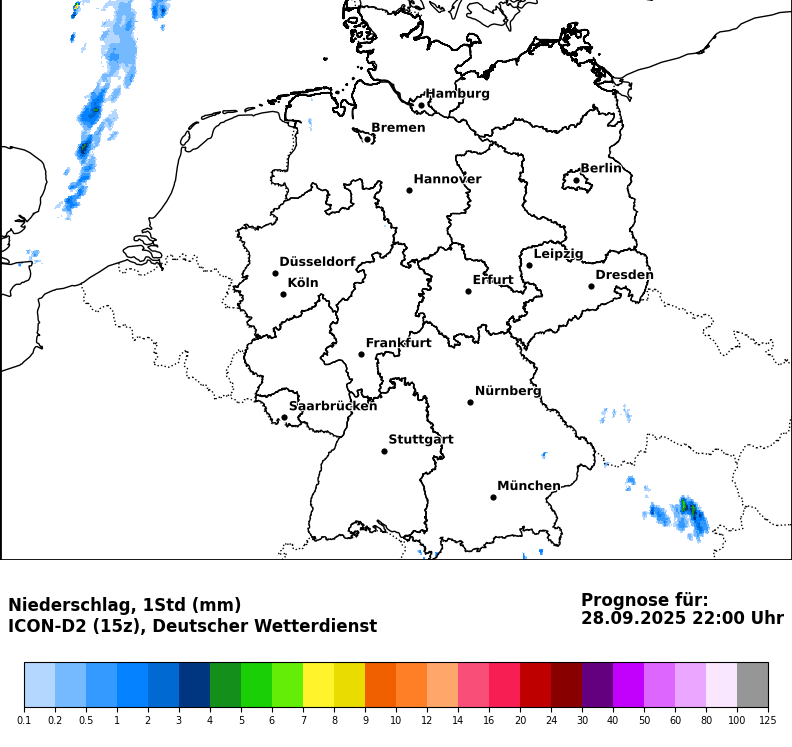 Hamburg
Bremen
Berlin
Hannover
Leipzig
Düsseldorf
Dresden
Köln
Erfurt
Frankfurt
Nürnberg
Saarbrücken
Stuttgart
München
Niederschlag, 1Std (mm)
ICON-D2 (15z), Deutscher Wetterdienst
Prognose für:
28.09.2025 22:00 Uhr
0.1 0.2 0.5 1 2 3 4 5 6 7 8 9 10 12 14 16 20 24 30 40 50 60 80 100 125